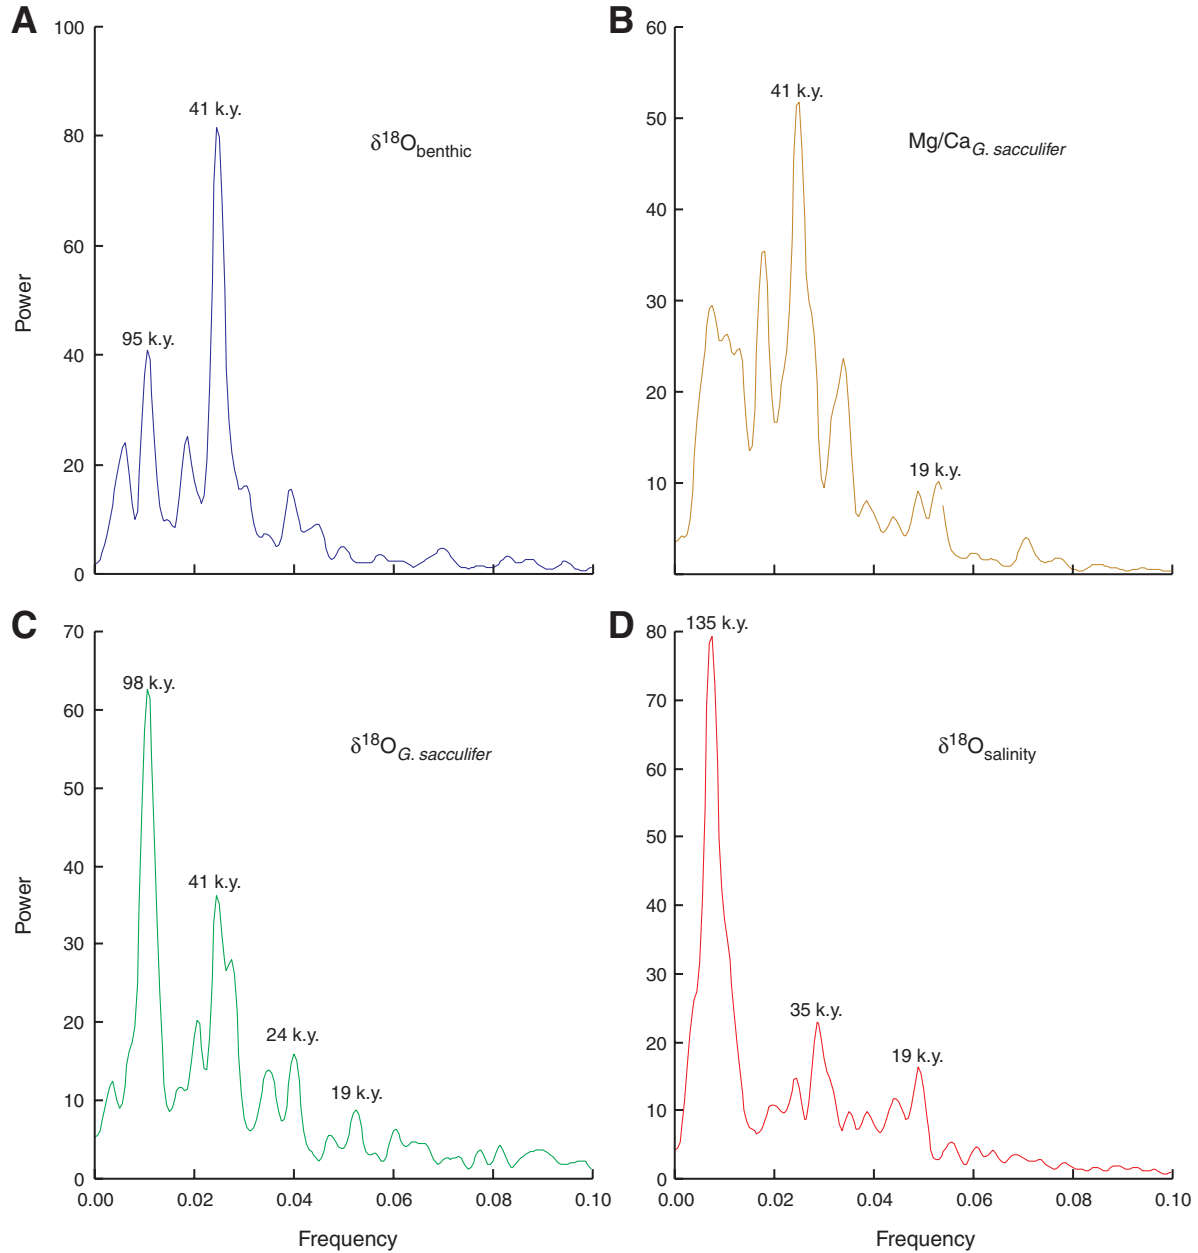 A
B
100
80
60
40
20
0
Power
95 k.y.
41 k.y.
δ18Obenthic
60
50
40
30
20
10
41 k.y.
19 k.y.
Mg/CaG. sacculifer
C
D
70
60
50
40
30
20
10
0
Power
98 k.y.
41 k.y.
24 k.y.
19 k.y.
δ18OG. sacculifer
0.00 0.02 0.04 0.06 0.08 0.10
Frequency
80
70
60
50
40
30
20
10
0
135 k.y.
35 k.y.
19 k.y.
δ18Osalinity
0.00 0.02 0.04 0.06 0.08 0.10
Frequency